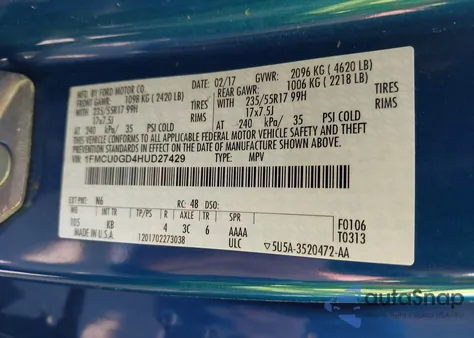 MFD. BY FORD MOTOR CO.
DATE: 02/17 GVWR: 2096 KG ( 4620 LB)
FRONT GAWR: 1098 KG ( 2420 LB) REAR GAWR: 1006 KG ( 2218 LB)
WITH 235/55R17 99H WITH 235/55R17 99H
TIRES 17x7.5J TIRES 17x7.5J
RIMS
AT 240 kPa/ 35 PSI COLD AT 240 kPa/ 35 PSI COLD
THIS VEHICLE CONFORMS TO ALL APPLICABLE FEDERAL MOTOR VEHICLE SAFETY, BUMPER AND
THEFT PREVENTION STANDARDS IN EFFECT ON THE DATE OF MANUFACTURE SHOWN ABOVE.
VIN: 1FMCU0GD4HUD27429 TYPE: MPV
EXT PNT: N6 RC: 48 DSO:
WB INT TR TP/PS R AXLE TR SPR
105 KB 4 3C 6 AAAA
MADE IN U.S.A. ULC
1201702273038
F0106
T0313
5U5A-3520472-AA
autoSnap